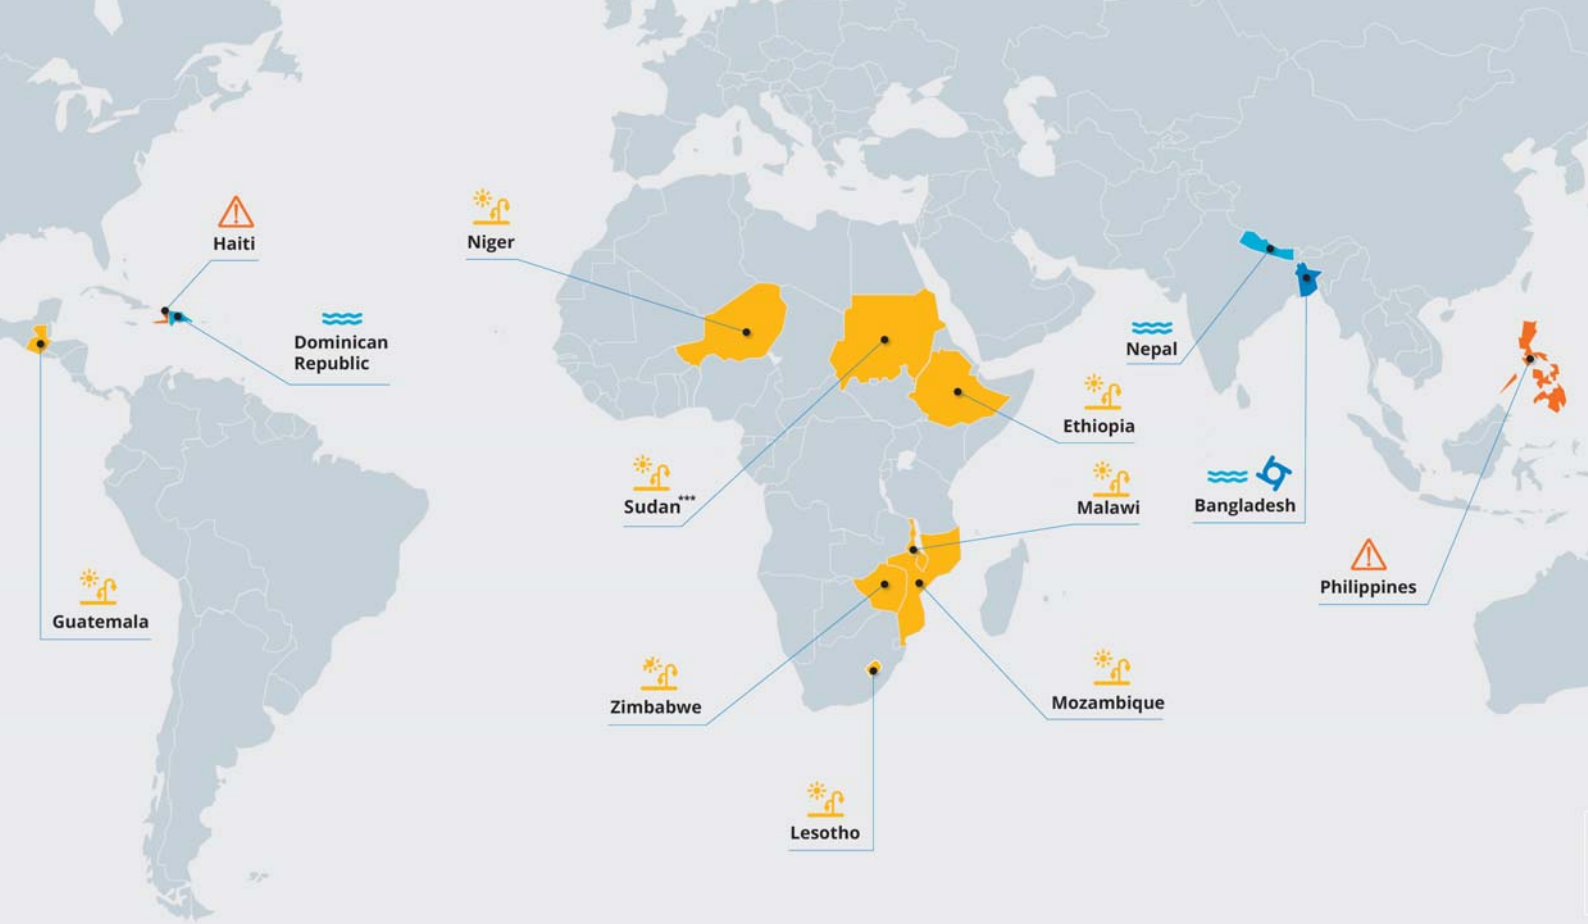 Haiti
Niger
Dominican
Republic
Nepal
Ethiopia
Sudan***
Malawi
Bangladesh
Philippines
Guatemala
Zimbabwe
Mozambique
Lesotho